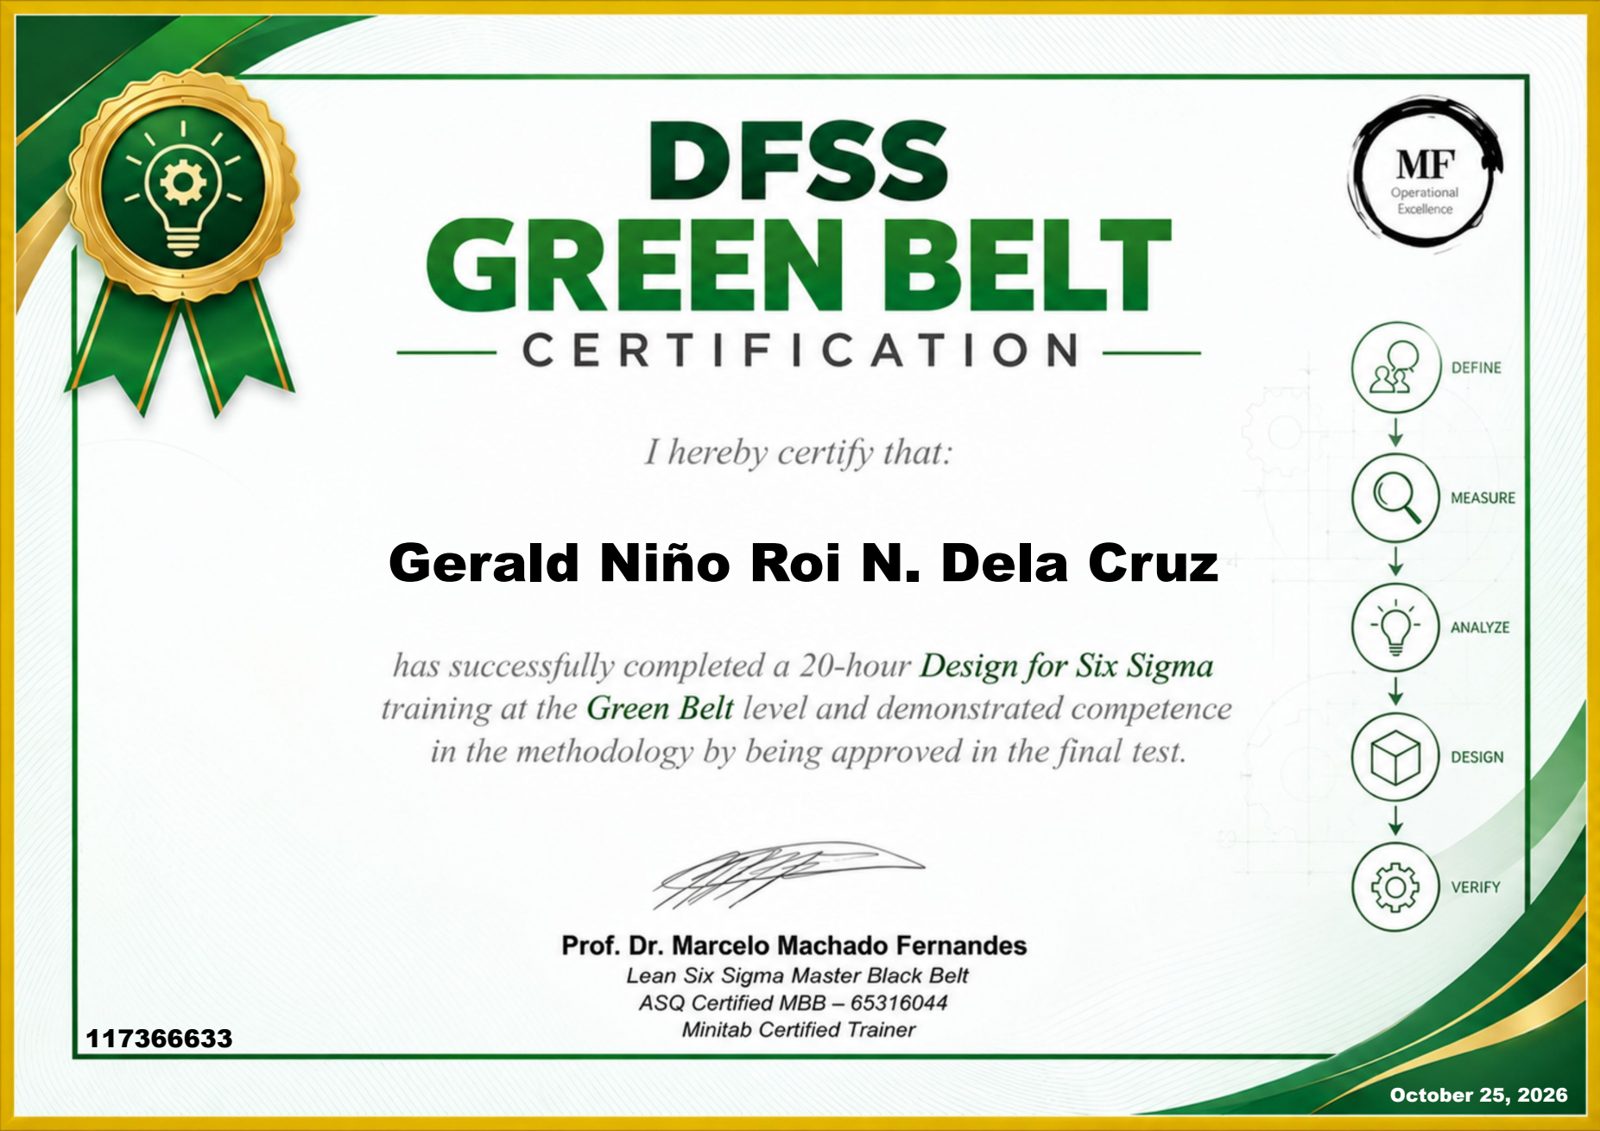 DFSS
GREEN BELT
CERTIFICATION
MF
Operational
Excellence
I hereby certify that:
Gerald Niño Roi N. Dela Cruz
has successfully completed a 20-hour Design for Six Sigma
training at the Green Belt level and demonstrated competence
in the methodology by being approved in the final test.
DEFINE
MEASURE
ANALYZE
DESIGN
VERIFY
Prof. Dr. Marcelo Machado Fernandes
Lean Six Sigma Master Black Belt
ASQ Certified MBB – 65316044
Minitab Certified Trainer
117366633
October 25, 2026